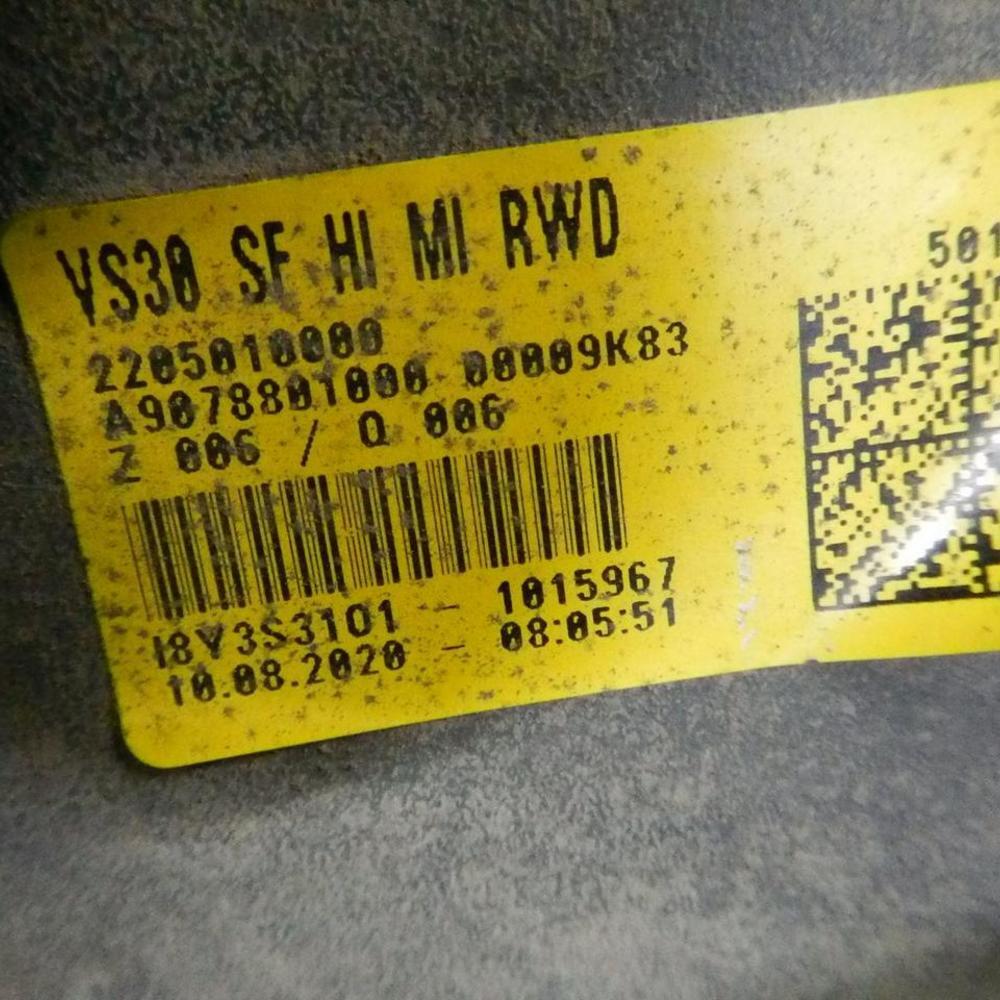 VS30 SF HI MI RWD
501
2205010000
A9078801000 00009K83
Z 006 / Q 006
I8Y3S3101 - 1015967
10.08.2020 - 08:05:51